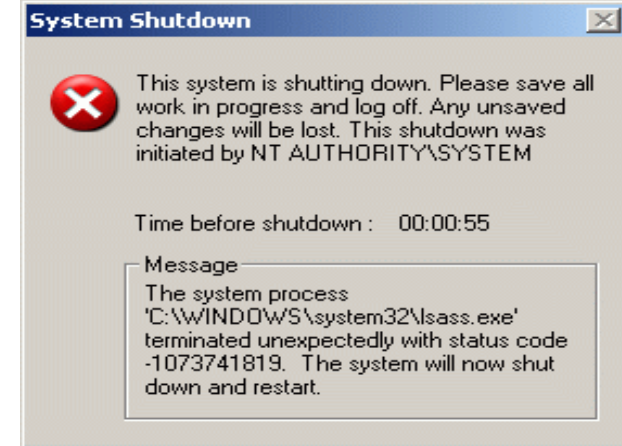 System Shutdown
This system is shutting down. Please save all
work in progress and log off. Any unsaved
changes will be lost. This shutdown was
initiated by NT AUTHORITY\SYSTEM
Time before shutdown : 00:00:55
Message
The system process
'C:\WINDOWS\system32\lsass.exe'
terminated unexpectedly with status code
-1073741819. The system will now shut
down and restart.